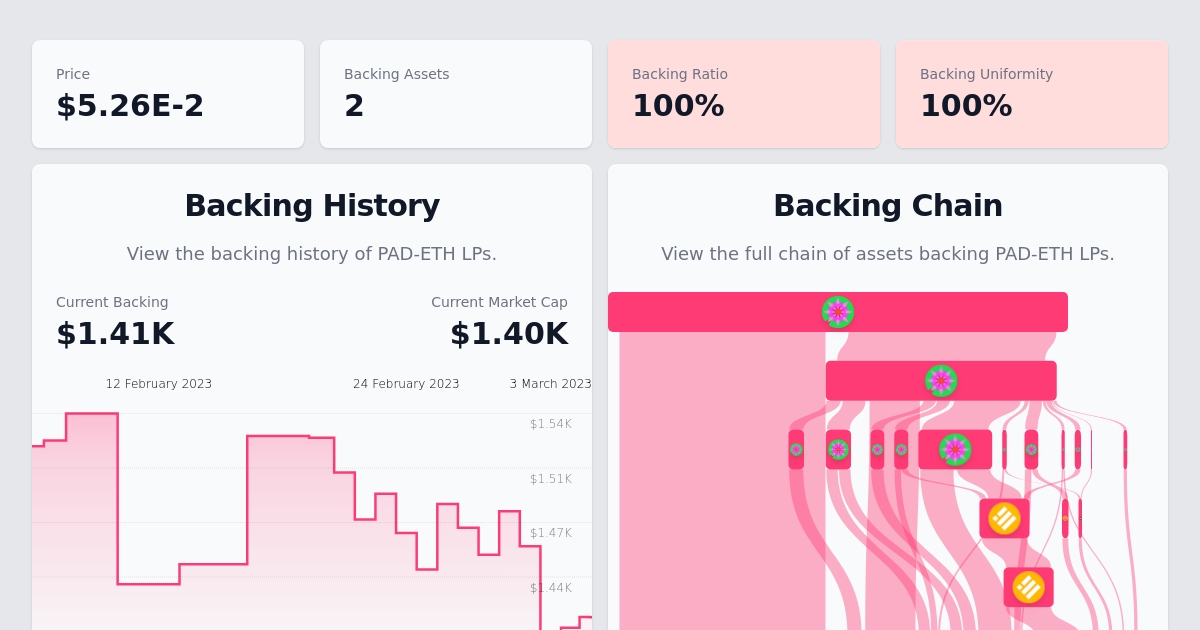 Price
$5.26E-2
Backing Assets
2
Backing Ratio
100%
Backing Uniformity
100%
Backing History
View the backing history of PAD-ETH LPs.
Current Backing
$1.41K
Current Market Cap
$1.40K
12 February 2023
24 February 2023
3 March 2023
$1.54K
$1.51K
$1.47K
$1.44K
Backing Chain
View the full chain of assets backing PAD-ETH LPs.